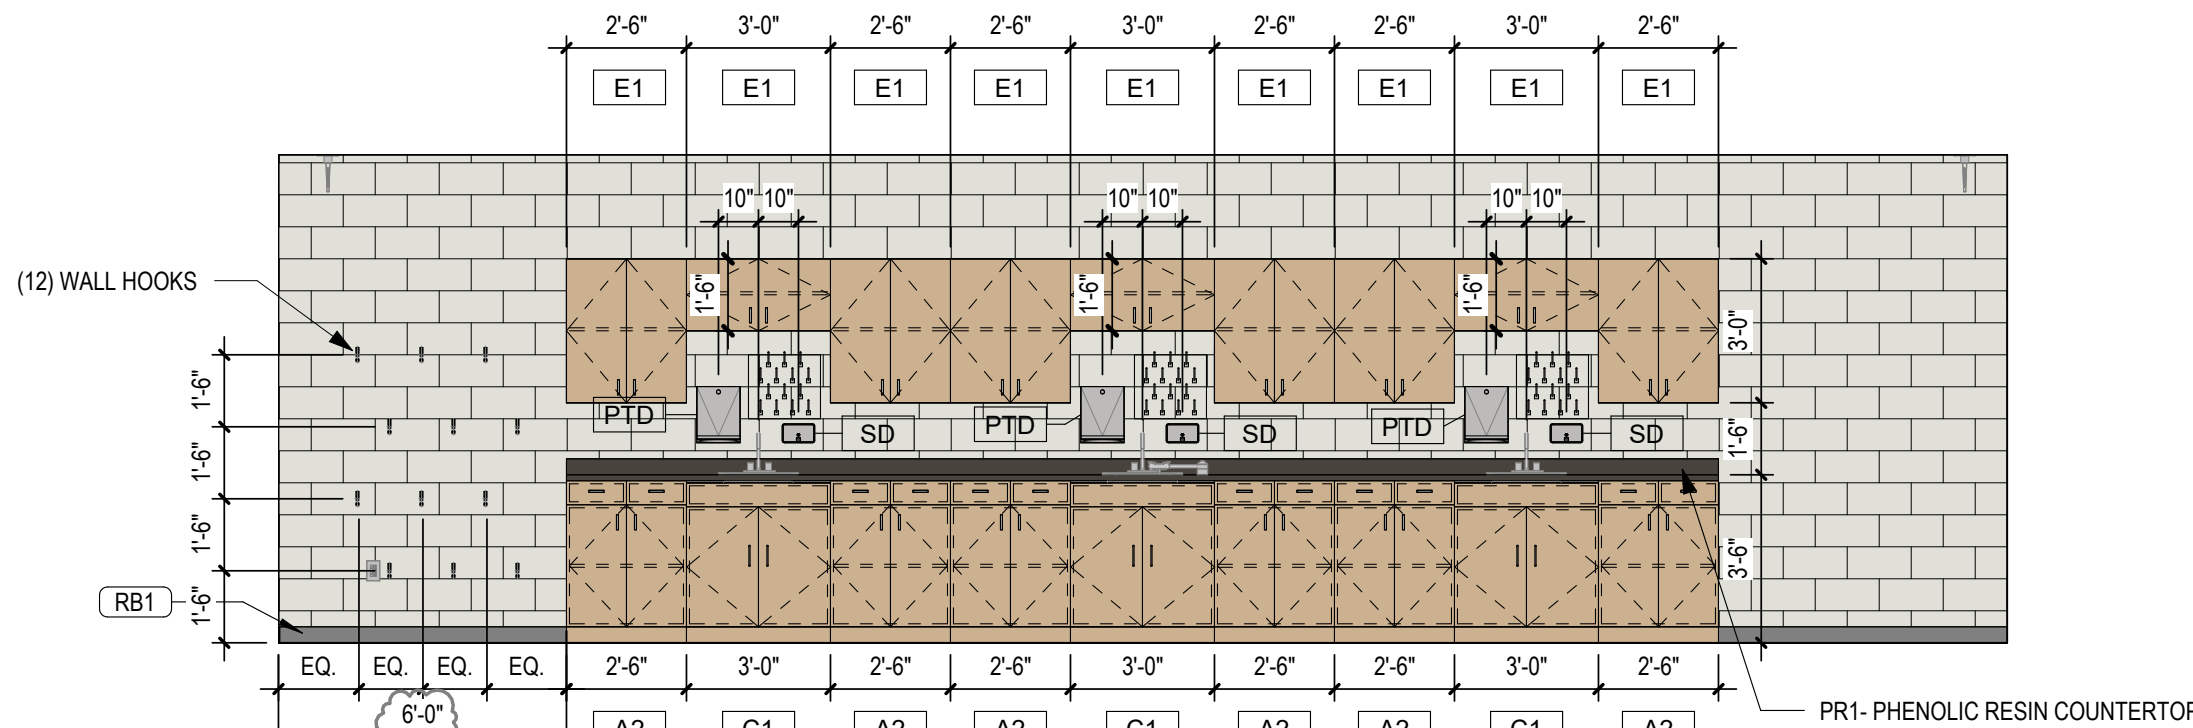 2'-6" 3'-0" 2'-6" 2'-6" 3'-0" 2'-6" 2'-6" 3'-0" 2'-6"
E1 E1 E1 E1 E1 E1 E1 E1 E1
10" 10" 10" 10" 10" 10"
(12) WALL HOOKS
1'-6" 1'-6" 1'-6"
3'-0"
1'-6"
PTD SD PTD SD PTD SD
1'-6"
1'-6"
1'-6"
3'-6"
1'-6"
RB1
EQ. EQ. EQ. EQ. 2'-6" 3'-0" 2'-6" 2'-6" 3'-0" 2'-6" 2'-6" 3'-0" 2'-6"
6'-0"
PR1- PHENOLIC RESIN COUNTERTOP